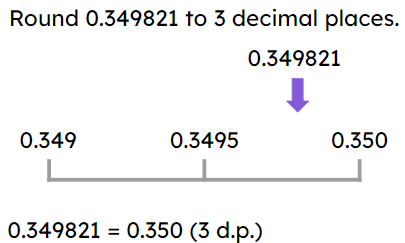 Round 0.349821 to 3 decimal places.
0.349821
0.349 0.3495 0.350
0.349821 = 0.350 (3 d.p.)